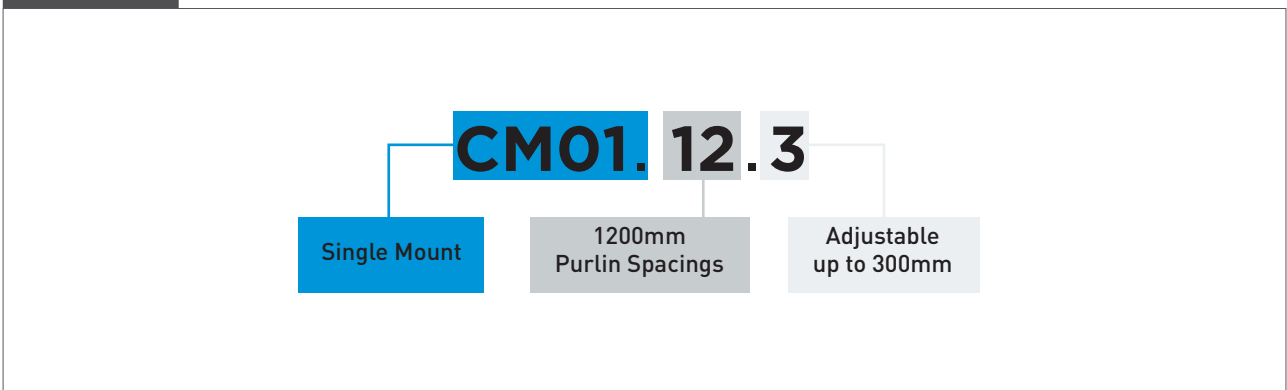 CM01. 12 . 3
Single Mount
1200mm
Purlin Spacings
Adjustable
up to 300mm